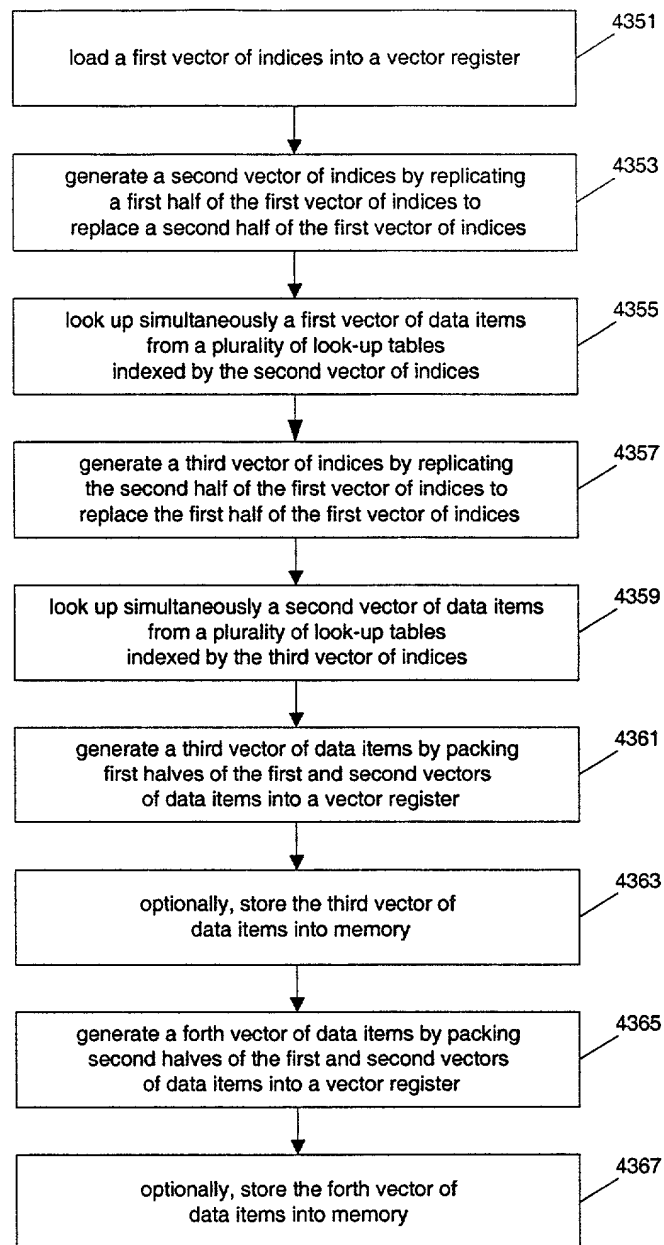 4351
load a first vector of indices into a vector register
4353
generate a second vector of indices by replicating
a first half of the first vector of indices to
replace a second half of the first vector of indices
4355
look up simultaneously a first vector of data items
from a plurality of look-up tables
indexed by the second vector of indices
4357
generate a third vector of indices by replicating
the second half of the first vector of indices to
replace the first half of the first vector of indices
4359
look up simultaneously a second vector of data items
from a plurality of look-up tables
indexed by the third vector of indices
4361
generate a third vector of data items by packing
first halves of the first and second vectors
of data items into a vector register
4363
optionally, store the third vector of
data items into memory
4365
generate a forth vector of data items by packing
second halves of the first and second vectors
of data items into a vector register
4367
optionally, store the forth vector of
data items into memory